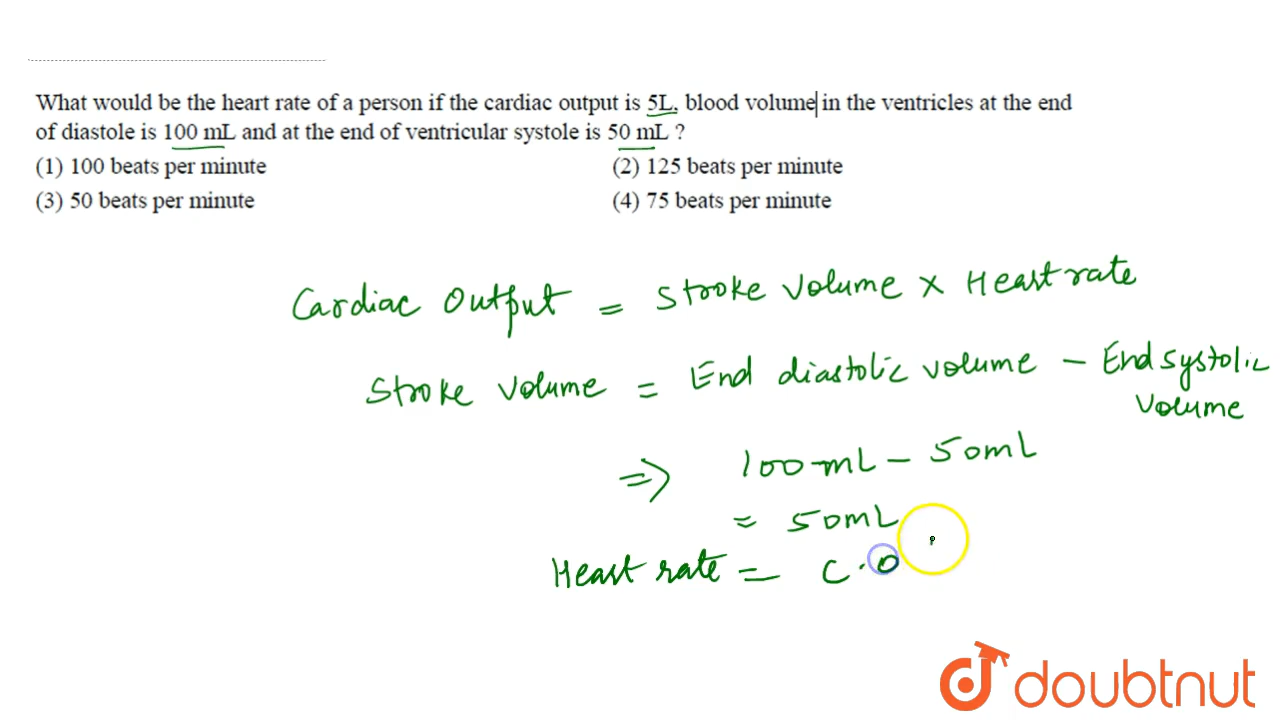 What would be the heart rate of a person if the cardiac output is 5L, blood volume in the ventricles at the end
of diastole is 100 mL and at the end of ventricular systole is 50 mL ?
(1) 100 beats per minute (2) 125 beats per minute
(3) 50 beats per minute (4) 75 beats per minute
Cardiac Output = Stroke Volume × Heart rate
Stroke volume = End diastolic volume - End systolic
volume
=> 100 mL - 50mL
= 50mL
Heart rate = C.O
doubtnut